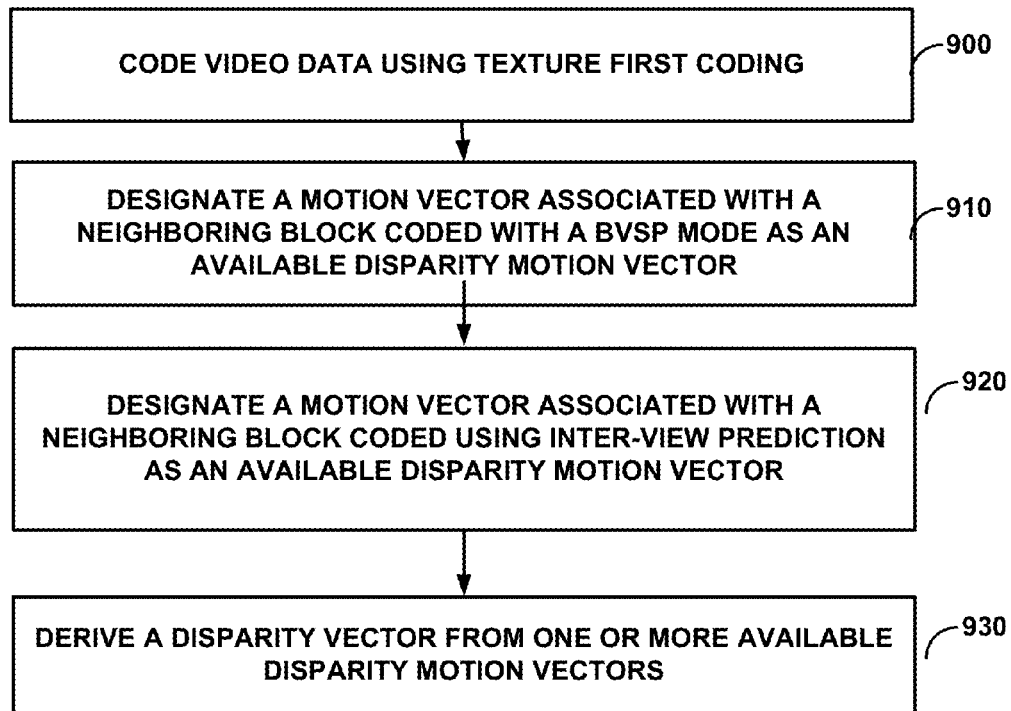 CODE VIDEO DATA USING TEXTURE FIRST CODING
900
DESIGNATE A MOTION VECTOR ASSOCIATED WITH A
NEIGHBORING BLOCK CODED WITH A BVSP MODE AS AN
AVAILABLE DISPARITY MOTION VECTOR
910
DESIGNATE A MOTION VECTOR ASSOCIATED WITH A
NEIGHBORING BLOCK CODED USING INTER-VIEW PREDICTION
AS AN AVAILABLE DISPARITY MOTION VECTOR
920
DERIVE A DISPARITY VECTOR FROM ONE OR MORE AVAILABLE
DISPARITY MOTION VECTORS
930